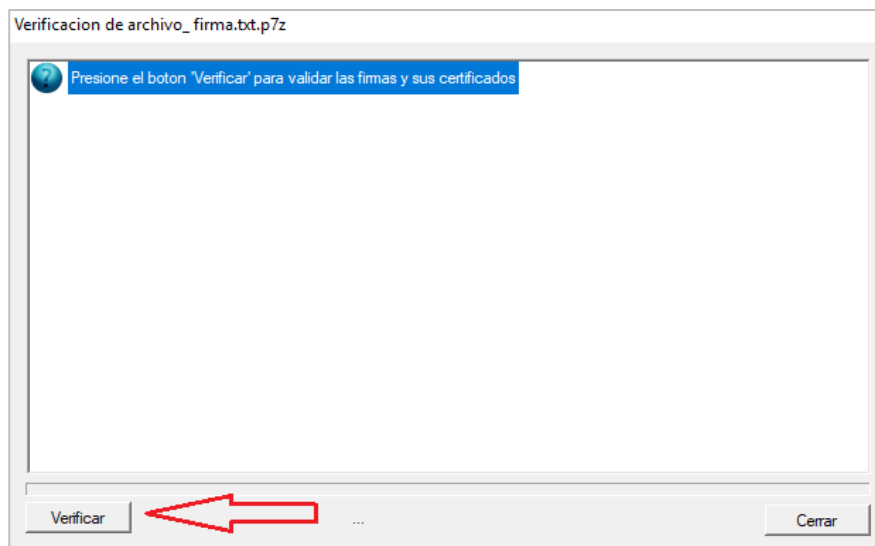 Verificacion de archivo_ firma.txt.p7z
Presione el boton 'Verificar' para validar las firmas y sus certificados
Verificar
...
Cerrar